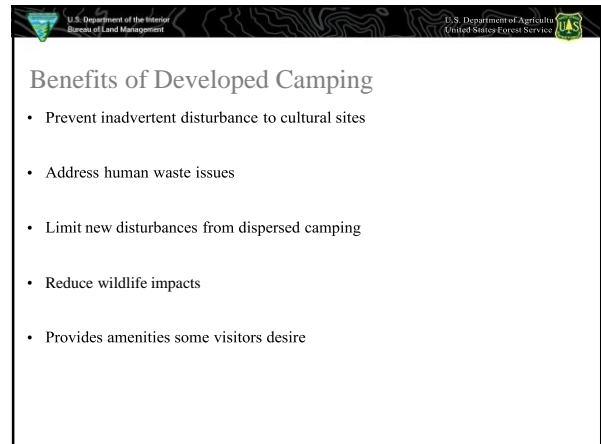 U.S. Department of the Interior
Bureau of Land Management
U.S. Department of Agricultu
United States Forest Service
UAS
Benefits of Developed Camping
• Prevent inadvertent disturbance to cultural sites
• Address human waste issues
• Limit new disturbances from dispersed camping
• Reduce wildlife impacts
• Provides amenities some visitors desire